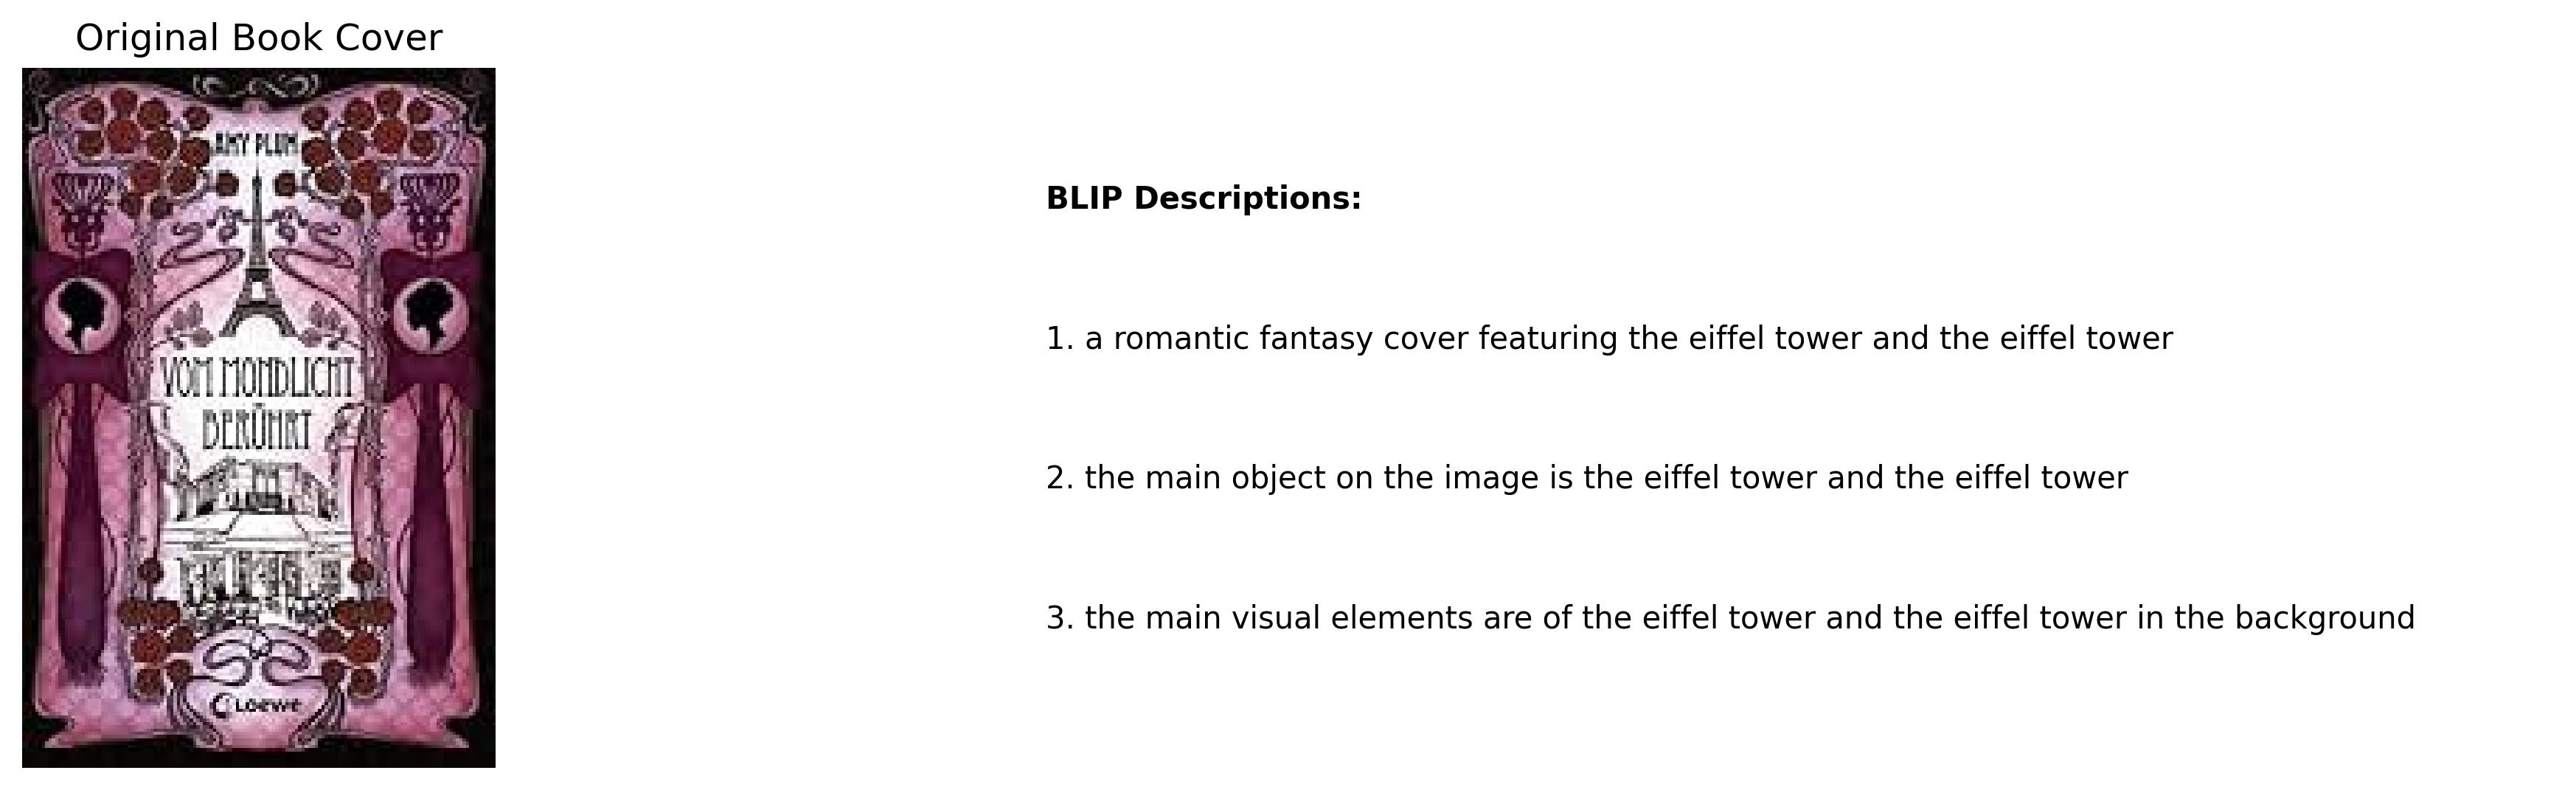 Original Book Cover
AMY PLUM
VOM MONDLICHT
BERÜHRT
Loewe
BLIP Descriptions:
1. a romantic fantasy cover featuring the eiffel tower and the eiffel tower
2. the main object on the image is the eiffel tower and the eiffel tower
3. the main visual elements are of the eiffel tower and the eiffel tower in the background